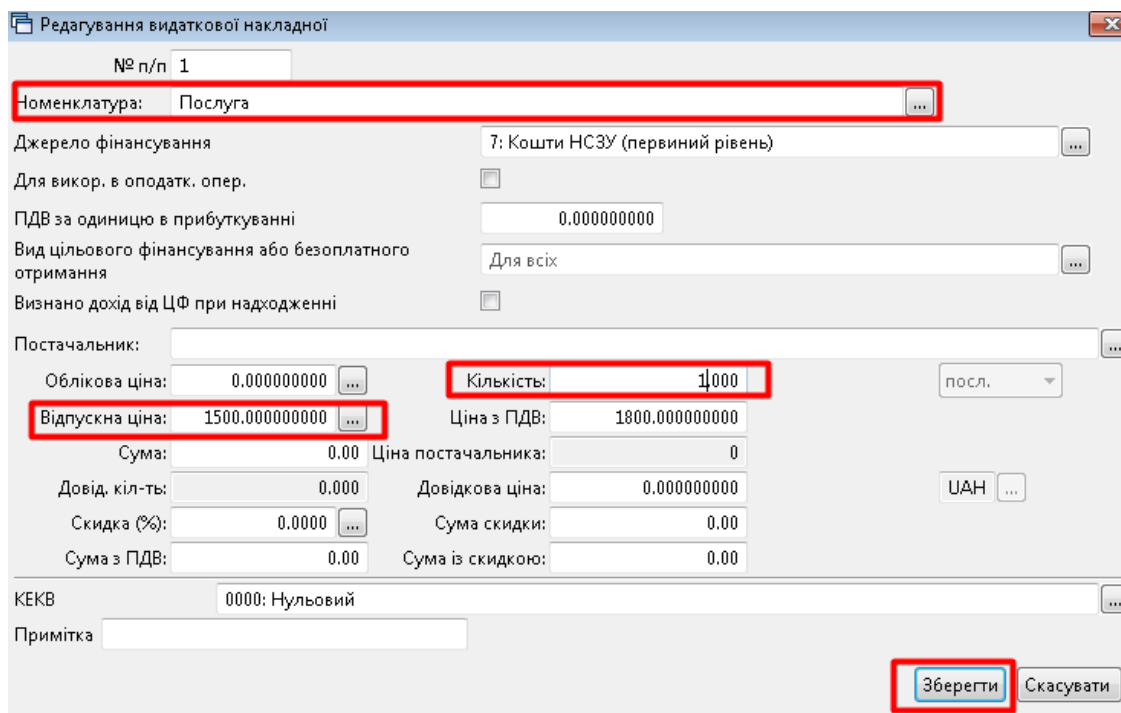 Редагування видаткової накладної
№ п/п 1
Номенклатура: Послуга ...
Джерело фінансування 7: Кошти НСЗУ (первиний рівень) ...
Для викор. в оподатк. опер.
ПДВ за одиницю в прибуткуванні 0.000000000
Вид цільового фінансування або безоплатного
отримання Для всіх ...
Визнано дохід від ЦФ при надходженні
Постачальник: ...
Облікова ціна: 0.000000000 ... Кількість: 1.000 посл.
Відпускна ціна: 1500.000000000 ... Ціна з ПДВ: 1800.000000000
Сума: 0.00 Ціна постачальника: 0
Довід. кіл-ть: 0.000 Довідкова ціна: 0.000000000 UAH ...
Скидка (%): 0.0000 ... Сума скидки: 0.00
Сума з ПДВ: 0.00 Сума із скидкою: 0.00
КЕКВ 0000: Нульовий ...
Примітка
Зберегти Скасувати